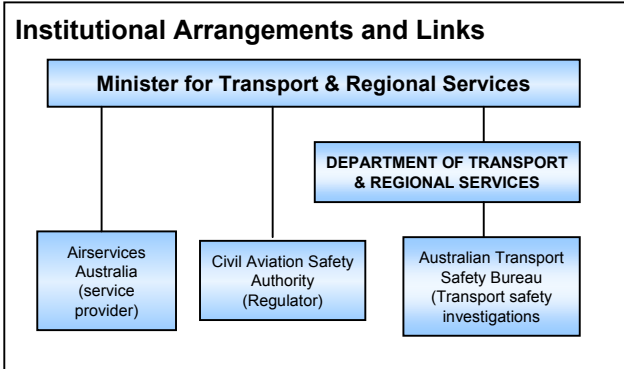 Institutional Arrangements and Links
Minister for Transport & Regional Services
DEPARTMENT OF TRANSPORT
& REGIONAL SERVICES
Airservices
Australia
(service
provider)
Civil Aviation Safety
Authority
(Regulator)
Australian Transport
Safety Bureau
(Transport safety
investigations